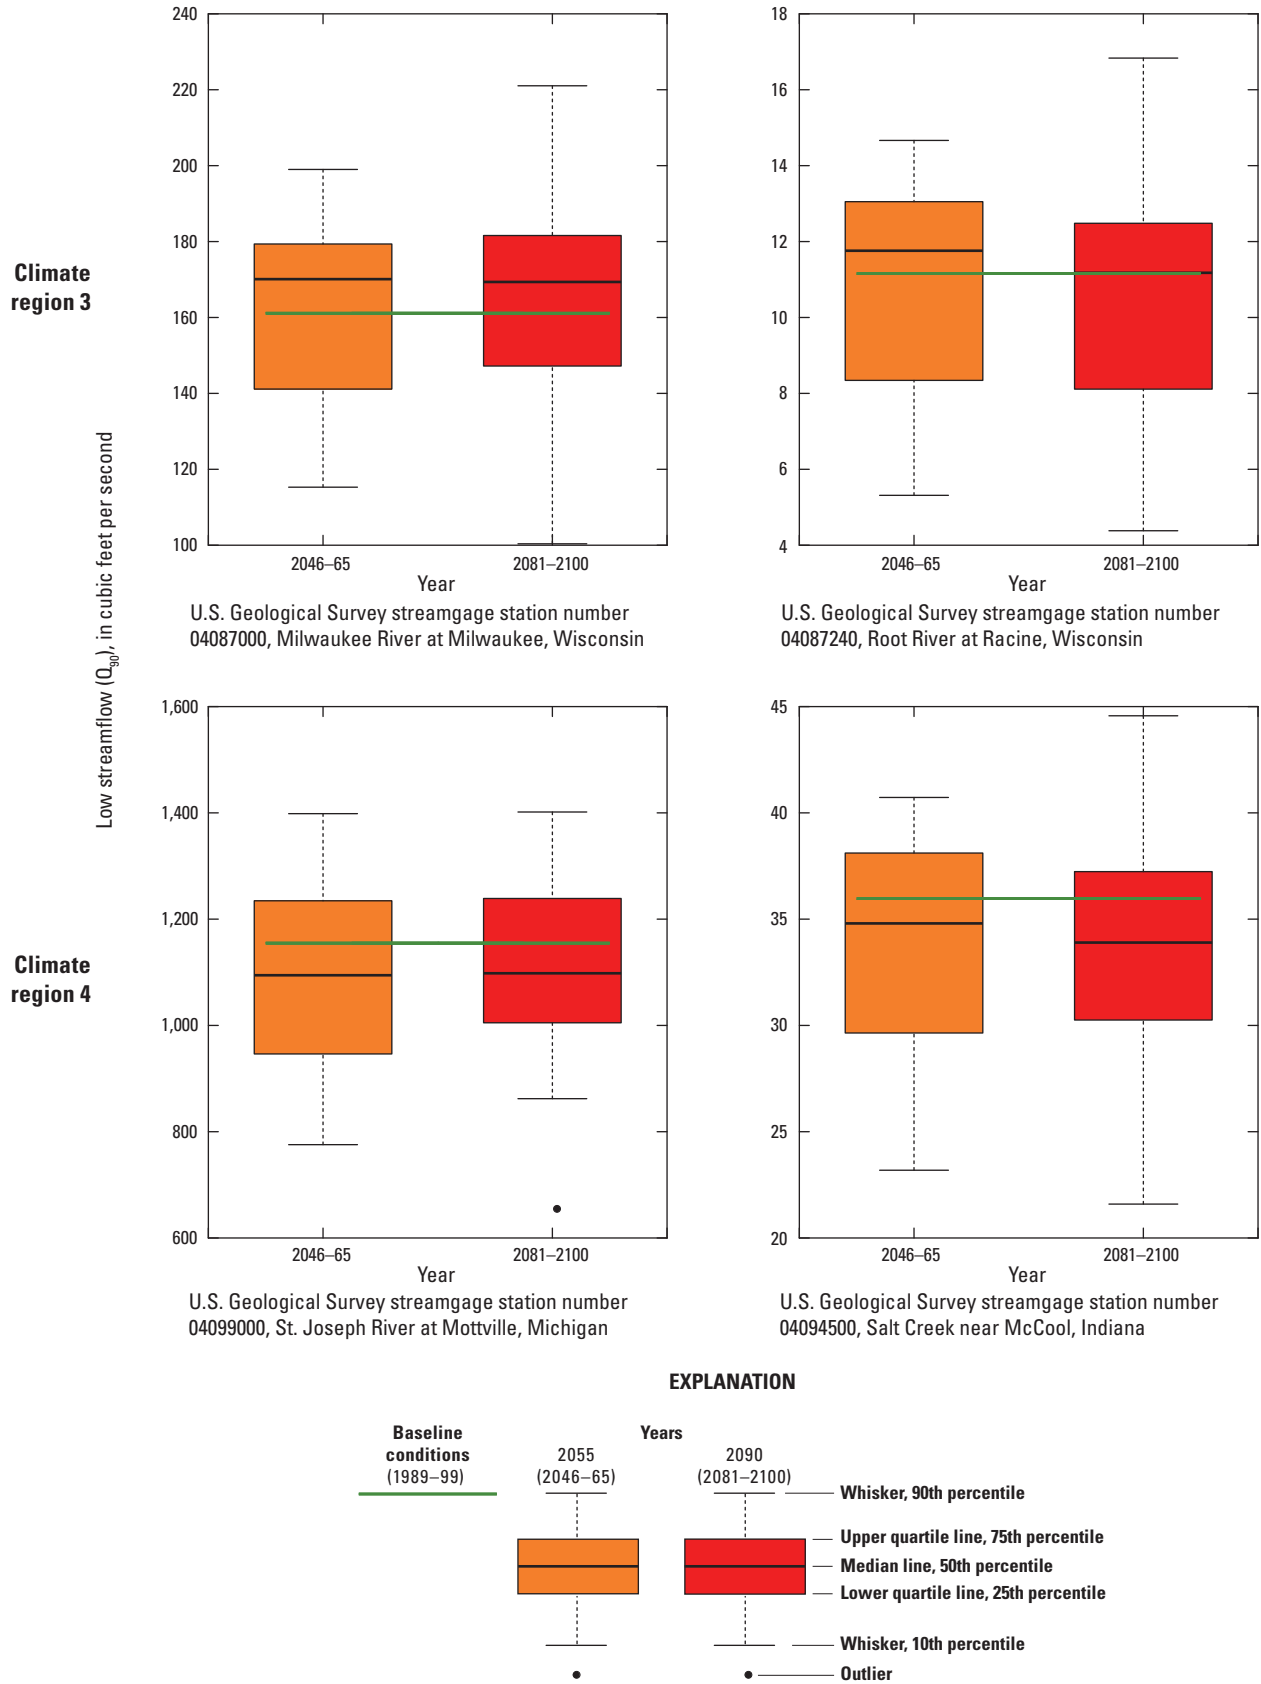 Climate
region 3
Low streamflow (Q90), in cubic feet per second
240
220
200
180
160
140
120
100
2046–65
2081–2100
Year
U.S. Geological Survey streamgage station number
04087000, Milwaukee River at Milwaukee, Wisconsin
18
16
14
12
10
8
6
4
2046–65
2081–2100
Year
U.S. Geological Survey streamgage station number
04087240, Root River at Racine, Wisconsin
Climate
region 4
1,600
1,400
1,200
1,000
800
600
2046–65
2081–2100
Year
U.S. Geological Survey streamgage station number
04099000, St. Joseph River at Mottville, Michigan
45
40
35
30
25
20
2046–65
2081–2100
Year
U.S. Geological Survey streamgage station number
04094500, Salt Creek near McCool, Indiana
EXPLANATION
Baseline
conditions
(1989–99)
Years
2055
(2046–65)
2090
(2081–2100)
Whisker, 90th percentile
Upper quartile line, 75th percentile
Median line, 50th percentile
Lower quartile line, 25th percentile
Whisker, 10th percentile
Outlier